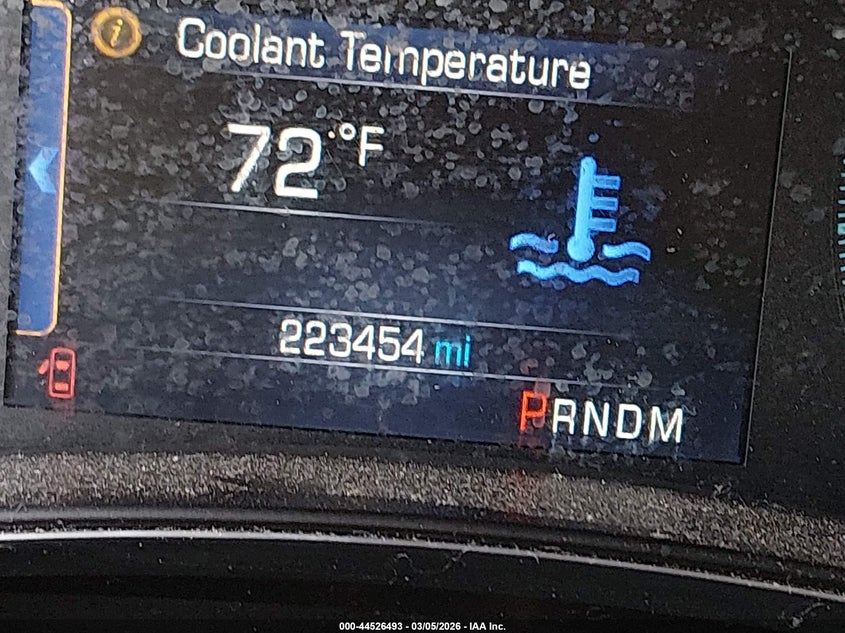 i Coolant Temperature
72 °F
223454 mi
PRNDM
000-44526493 - 03/05/2026 - IAA Inc.